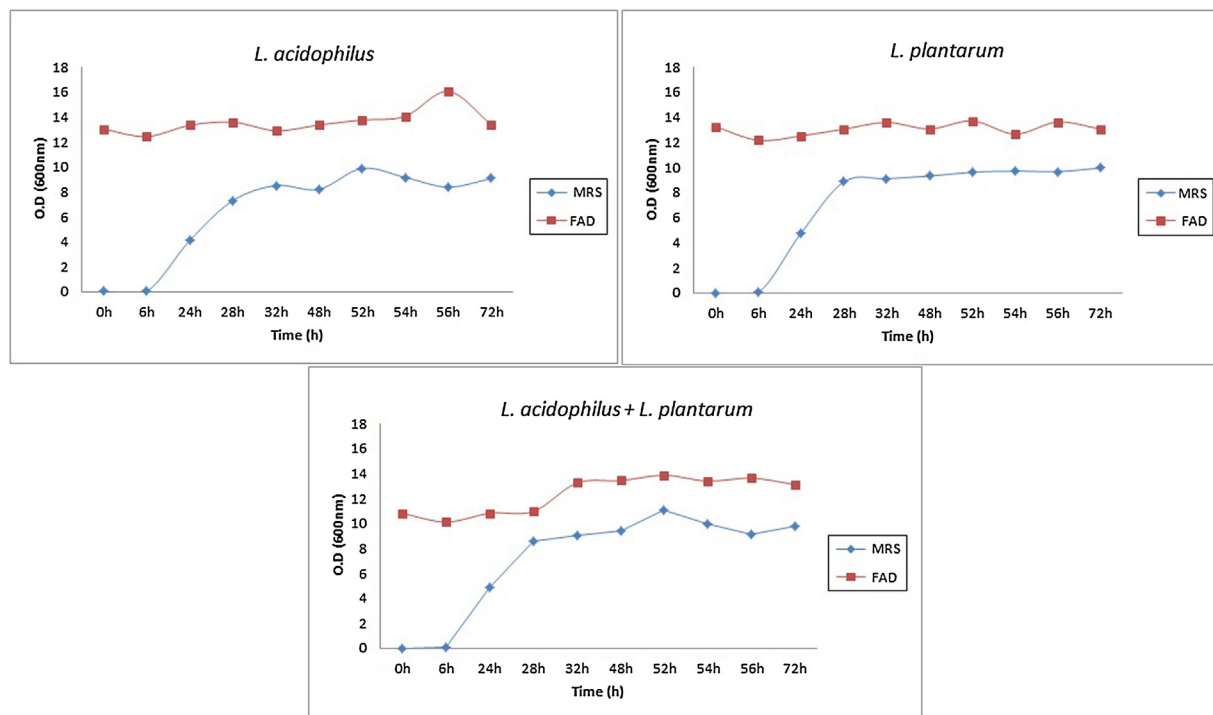 L. acidophilus
18
16
14
12
10
8
6
4
2
0
O.D (600nm)
0h 6h 24h 28h 32h 48h 52h 54h 56h 72h
Time (h)
MRS
FAD
L. plantarum
18
16
14
12
10
8
6
4
2
0
O.D (600nm)
0h 6h 24h 28h 32h 48h 52h 54h 56h 72h
Time (h)
MRS
FAD
L. acidophilus + L. plantarum
18
16
14
12
10
8
6
4
2
0
O.D (600nm)
0h 6h 24h 28h 32h 48h 52h 54h 56h 72h
Time (h)
MRS
FAD